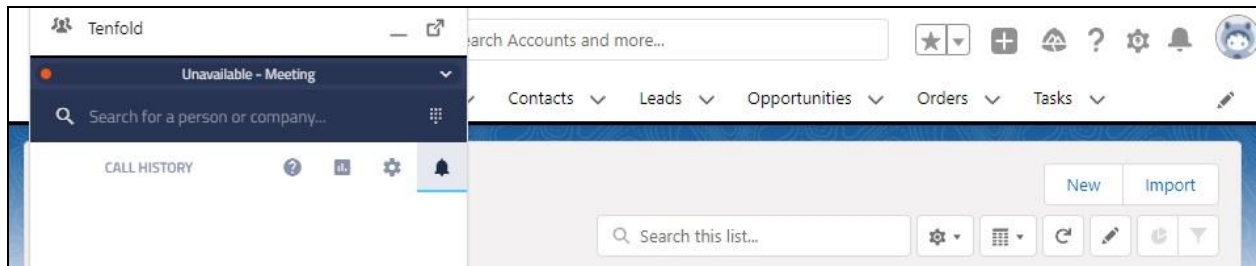 Tenfold
arch Accounts and more...
Unavailable - Meeting
Contacts Leads Opportunities Orders Tasks
Search for a person or company...
CALL HISTORY
New Import
Search this list...